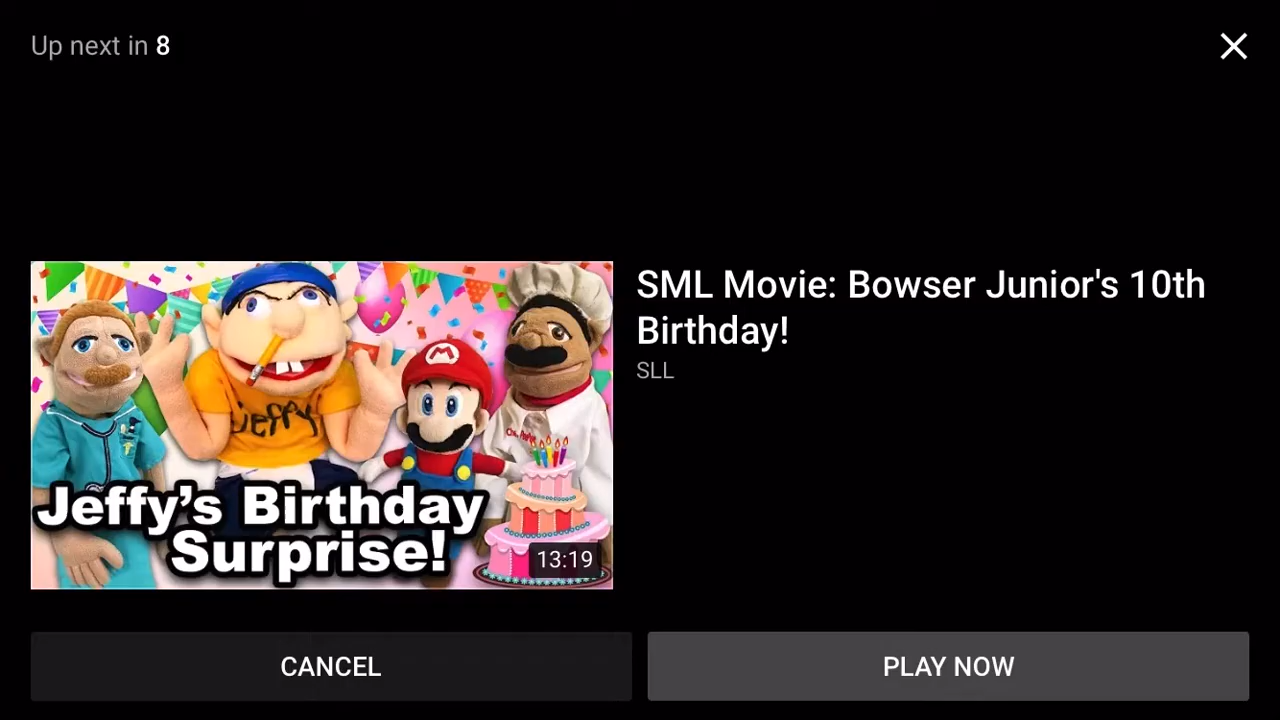 Up next in 8
SML Movie: Bowser Junior's 10th
Birthday!
SLL
Jeffy
M
Jeffy's Birthday
Surprise!
13:19
CANCEL
PLAY NOW